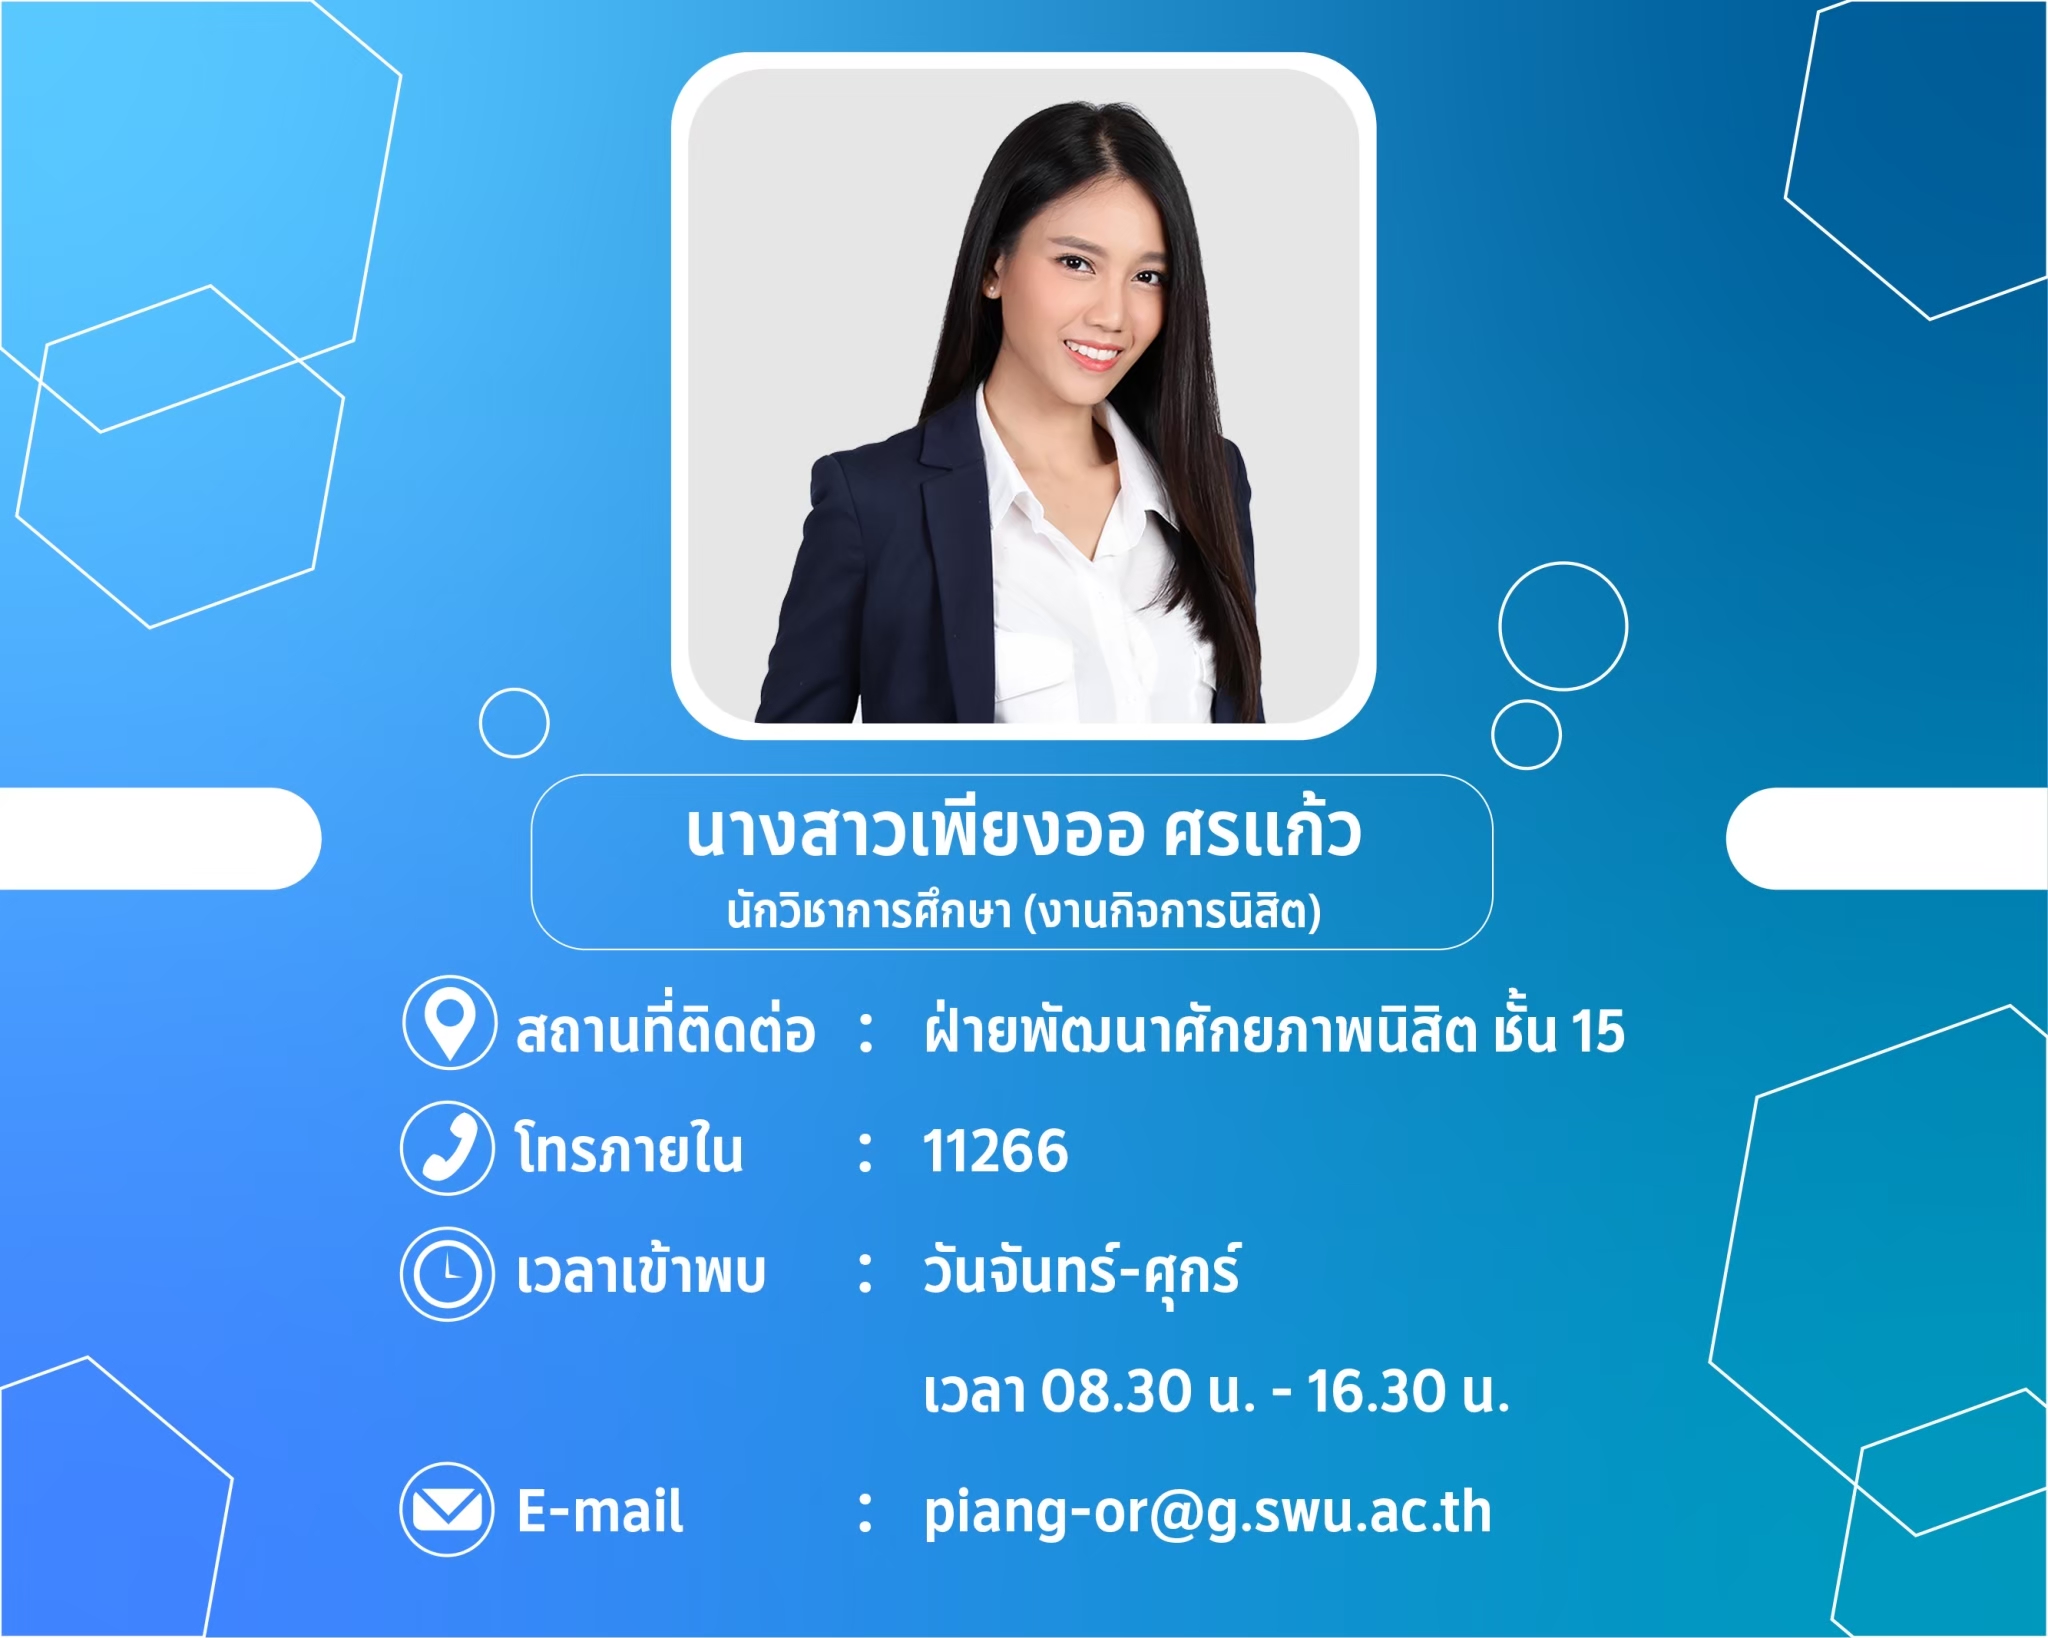 นางสาวเพียงออ ศรแก้ว
นักวิชาการศึกษา (งานกิจการนิสิต)
สถานที่ติดต่อ : ฝ่ายพัฒนาศักยภาพนิสิต ชั้น 15
โทรภายใน : 11266
เวลาเข้าพบ : วันจันทร์-ศุกร์
เวลา 08.30 น. - 16.30 น.
E-mail : piang-or@g.swu.ac.th